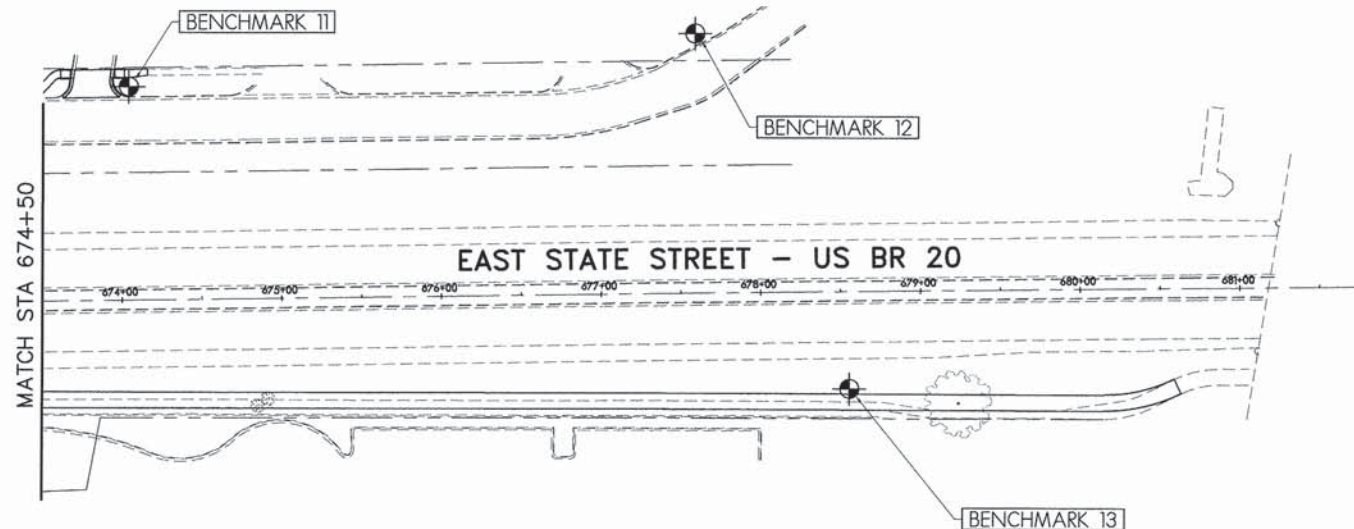 BENCHMARK 11
BENCHMARK 12
MATCH STA 674+50
EAST STATE STREET – US BR 20
674+00
675+00
676+00
677+00
678+00
679+00
680+00
681+00
BENCHMARK 13